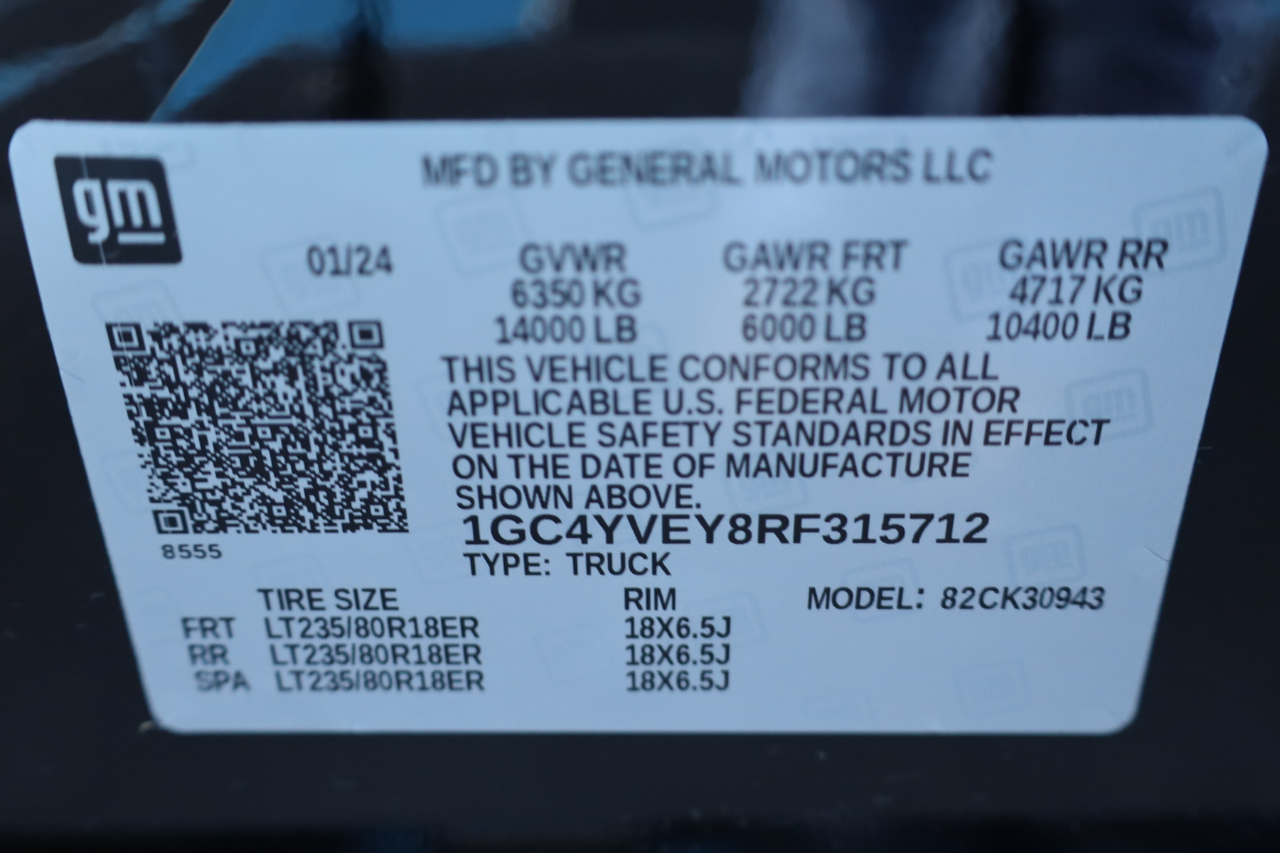 gm
MFD BY GENERAL MOTORS LLC
01/24 GVWR GAWR FRT GAWR RR
6350 KG 2722 KG 4717 KG
14000 LB 6000 LB 10400 LB
THIS VEHICLE CONFORMS TO ALL
APPLICABLE U.S. FEDERAL MOTOR
VEHICLE SAFETY STANDARDS IN EFFECT
ON THE DATE OF MANUFACTURE
SHOWN ABOVE.
1GC4YVEY8RF315712
8555
TYPE: TRUCK
TIRE SIZE RIM MODEL: 82CK30943
FRT LT235/80R18ER 18X6.5J
RR LT235/80R18ER 18X6.5J
SPA LT235/80R18ER 18X6.5J